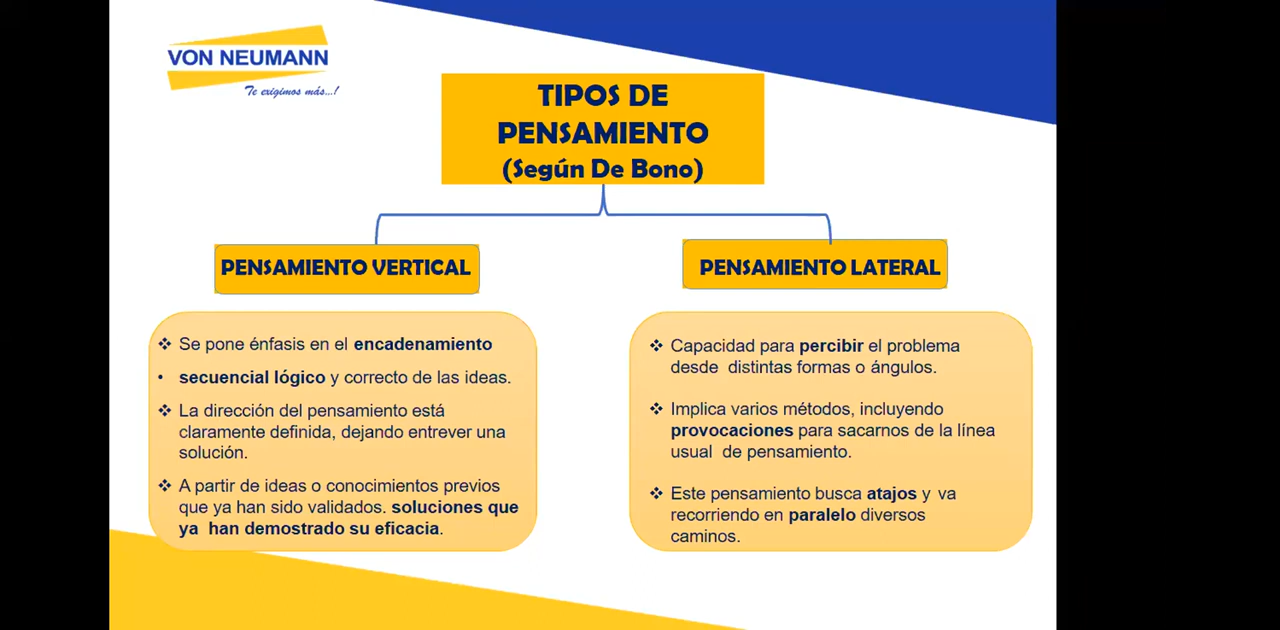 VON NEUMANN
Te exigimos más...!
TIPOS DE
PENSAMIENTO
(Según De Bono)
PENSAMIENTO VERTICAL
❖ Se pone énfasis en el encadenamiento
• secuencial lógico y correcto de las ideas.
❖ La dirección del pensamiento está
claramente definida, dejando entrever una
solución.
❖ A partir de ideas o conocimientos previos
que ya han sido validados. soluciones que
ya han demostrado su eficacia.
PENSAMIENTO LATERAL
❖ Capacidad para percibir el problema
desde distintas formas o ángulos.
❖ Implica varios métodos, incluyendo
provocaciones para sacarnos de la línea
usual de pensamiento.
❖ Este pensamiento busca atajos y va
recorriendo en paralelo diversos
caminos.